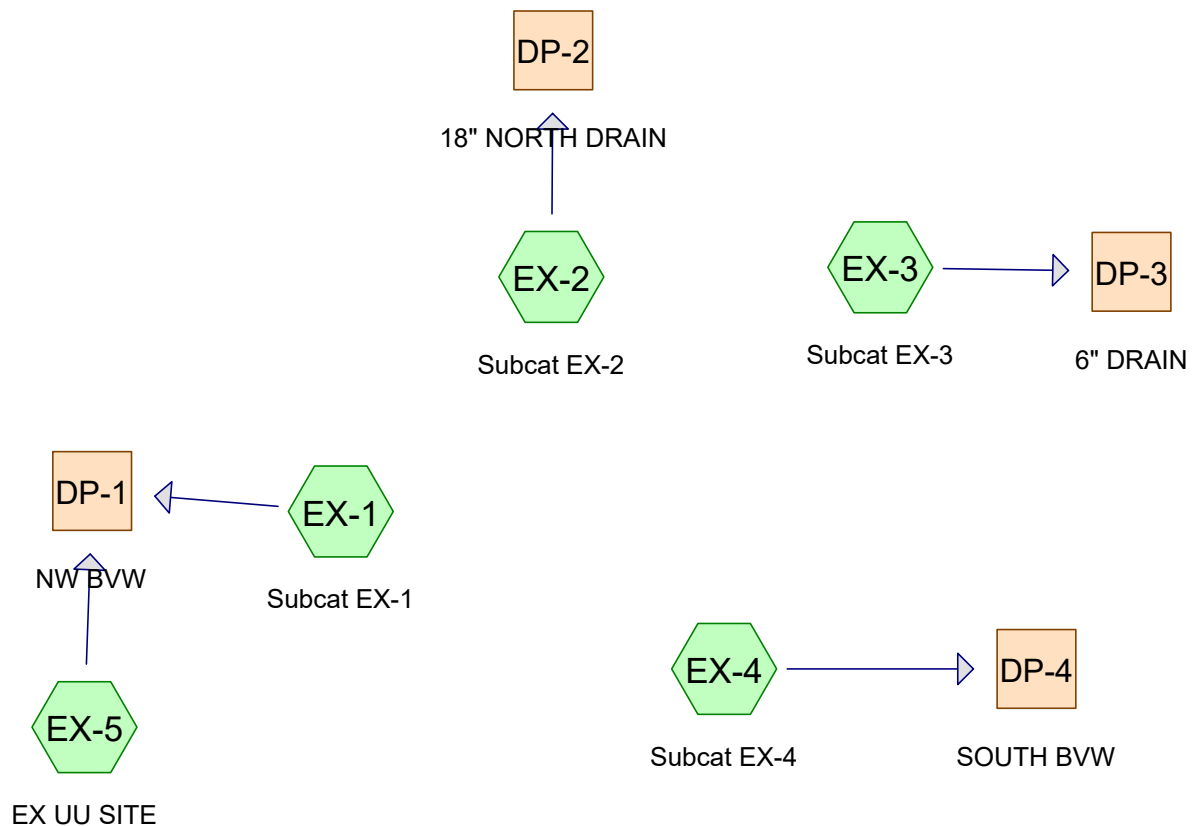 DP-2
18" NORTH DRAIN
EX-2
Subcat EX-2
EX-3
Subcat EX-3
DP-3
6" DRAIN
DP-1
NW BVW
EX-1
Subcat EX-1
EX-4
Subcat EX-4
DP-4
SOUTH BVW
EX-5
EX UU SITE